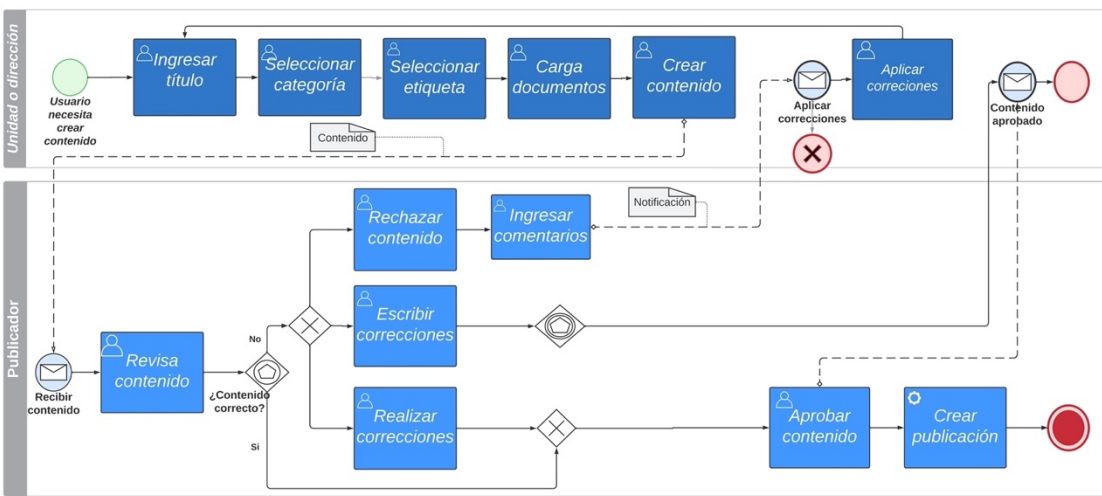 Unidad o dirección
Usuario
necesita
crear
contenido
Ingresar
título
Seleccionar
categoría
Seleccionar
etiqueta
Carga
documentos
Crear
contenido
Aplicar
correcciones
Aplicar
correciones
Contenido
aprobado
Contenido
Publicador
Recibir
contenido
Revisa
contenido
¿Contenido
correcto?
No
Si
Rechazar
contenido
Ingresar
comentarios
Notificación
Escribir
correcciones
Realizar
correcciones
Aprobar
contenido
Crear
publicación